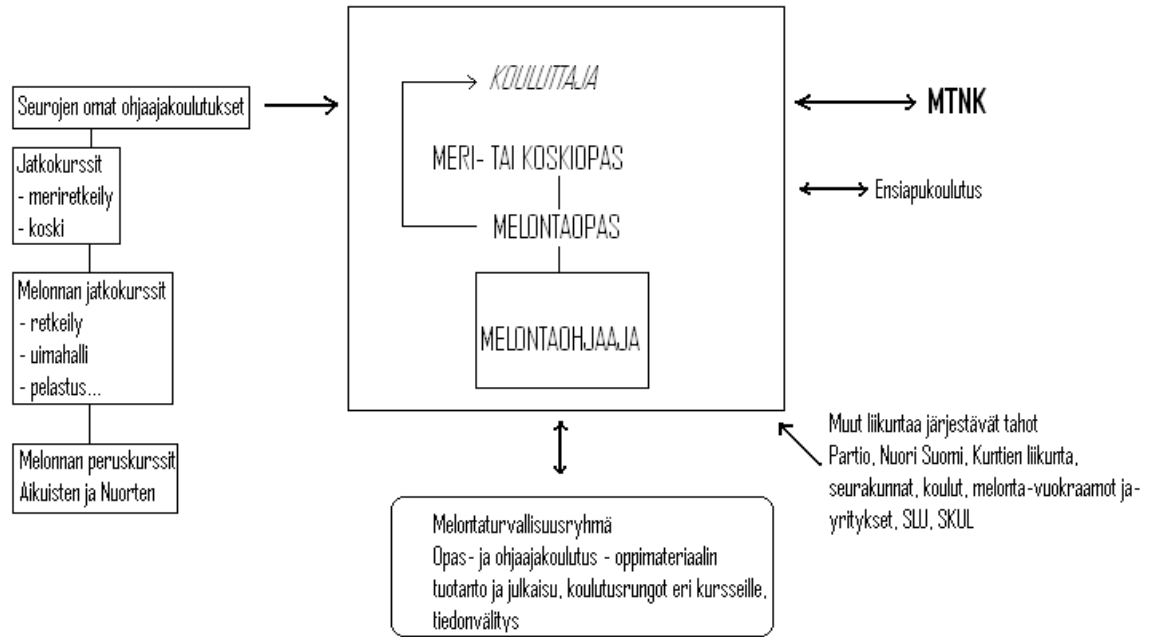 Seurojen omat ohjaajakoulutukset
Jatkokurssit
- meriretkeily
- koski
Melonnan jatkokurssit
- retkeily
- uimahalli
- pelastus...
Melonnan peruskurssit
Aikuisten ja Nuorten
KOULUTTAJA
MERI- TAI KOSKIOPAS
MELONTAOPAS
MELONTAOHJAAJA
MTNK
Ensiapukoulutus
Muut liikuntaa järjestävät tahot
Partio, Nuori Suomi, Kuntien liikunta,
seurakunnat, koulut, melonta-vuokraamot ja-
yritykset, SLU, SKUL
Melontaturvallisuusryhmä
Opas- ja ohjaajakoulutus - oppimateriaalin
tuotanto ja julkaisu, koulutusrungot eri kursseille,
tiedonvälitys